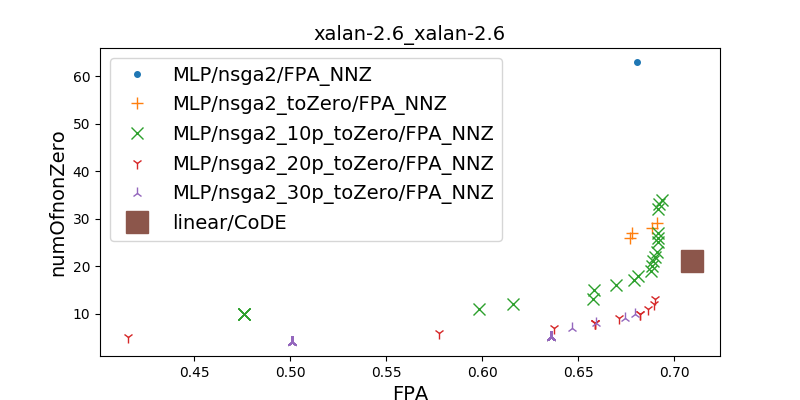 xalan-2.6_xalan-2.6
MLP/nsga2/FPA_NNZ
MLP/nsga2_toZero/FPA_NNZ
MLP/nsga2_10p_toZero/FPA_NNZ
MLP/nsga2_20p_toZero/FPA_NNZ
MLP/nsga2_30p_toZero/FPA_NNZ
linear/CoDE
numOfnonZero
60
50
40
30
20
10
0.45 0.50 0.55 0.60 0.65 0.70
FPA